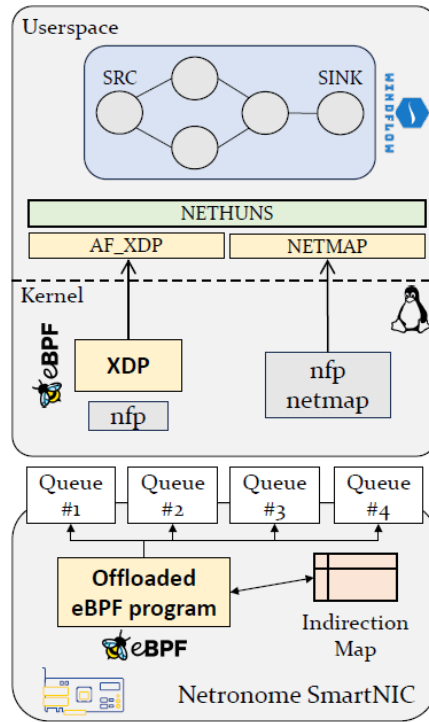 Userspace
SRC
SINK
WINDFLOW
NETHUNS
AF_XDP
NETMAP
Kernel
eBPF
XDP
nfp
nfp
netmap
Queue
#1
Queue
#2
Queue
#3
Queue
#4
Offloaded
eBPF program
eBPF
Indirection
Map
Netronome SmartNIC